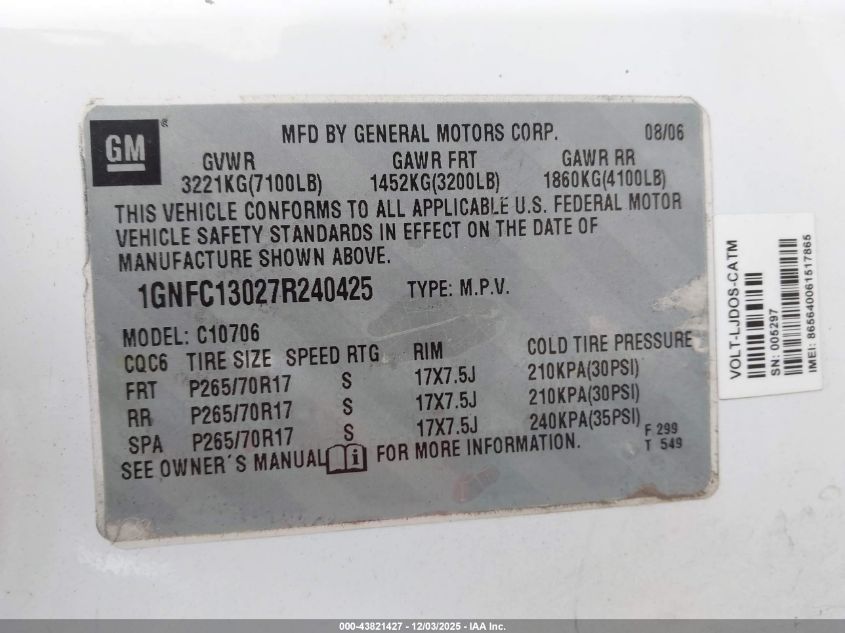 GM
MFD BY GENERAL MOTORS CORP. 08/06
GVWR GAWR FRT GAWR RR
3221KG(7100LB) 1452KG(3200LB) 1860KG(4100LB)
THIS VEHICLE CONFORMS TO ALL APPLICABLE U.S. FEDERAL MOTOR
VEHICLE SAFETY STANDARDS IN EFFECT ON THE DATE OF
MANUFACTURE SHOWN ABOVE.
1GNFC13027R240425 TYPE: M.P.V.
MODEL: C10706
CQC6 TIRE SIZE SPEED RTG RIM COLD TIRE PRESSURE
FRT P265/70R17 S 17X7.5J 210KPA(30PSI)
RR P265/70R17 S 17X7.5J 210KPA(30PSI)
SPA P265/70R17 S 17X7.5J 240KPA(35PSI)
F 299
T 549
SEE OWNER´S MANUAL i FOR MORE INFORMATION.
VOLT-LJDOS-CATM
SN: 005297
IMEI: 865640061517865
000-43821427 - 12/03/2025 - IAA Inc.